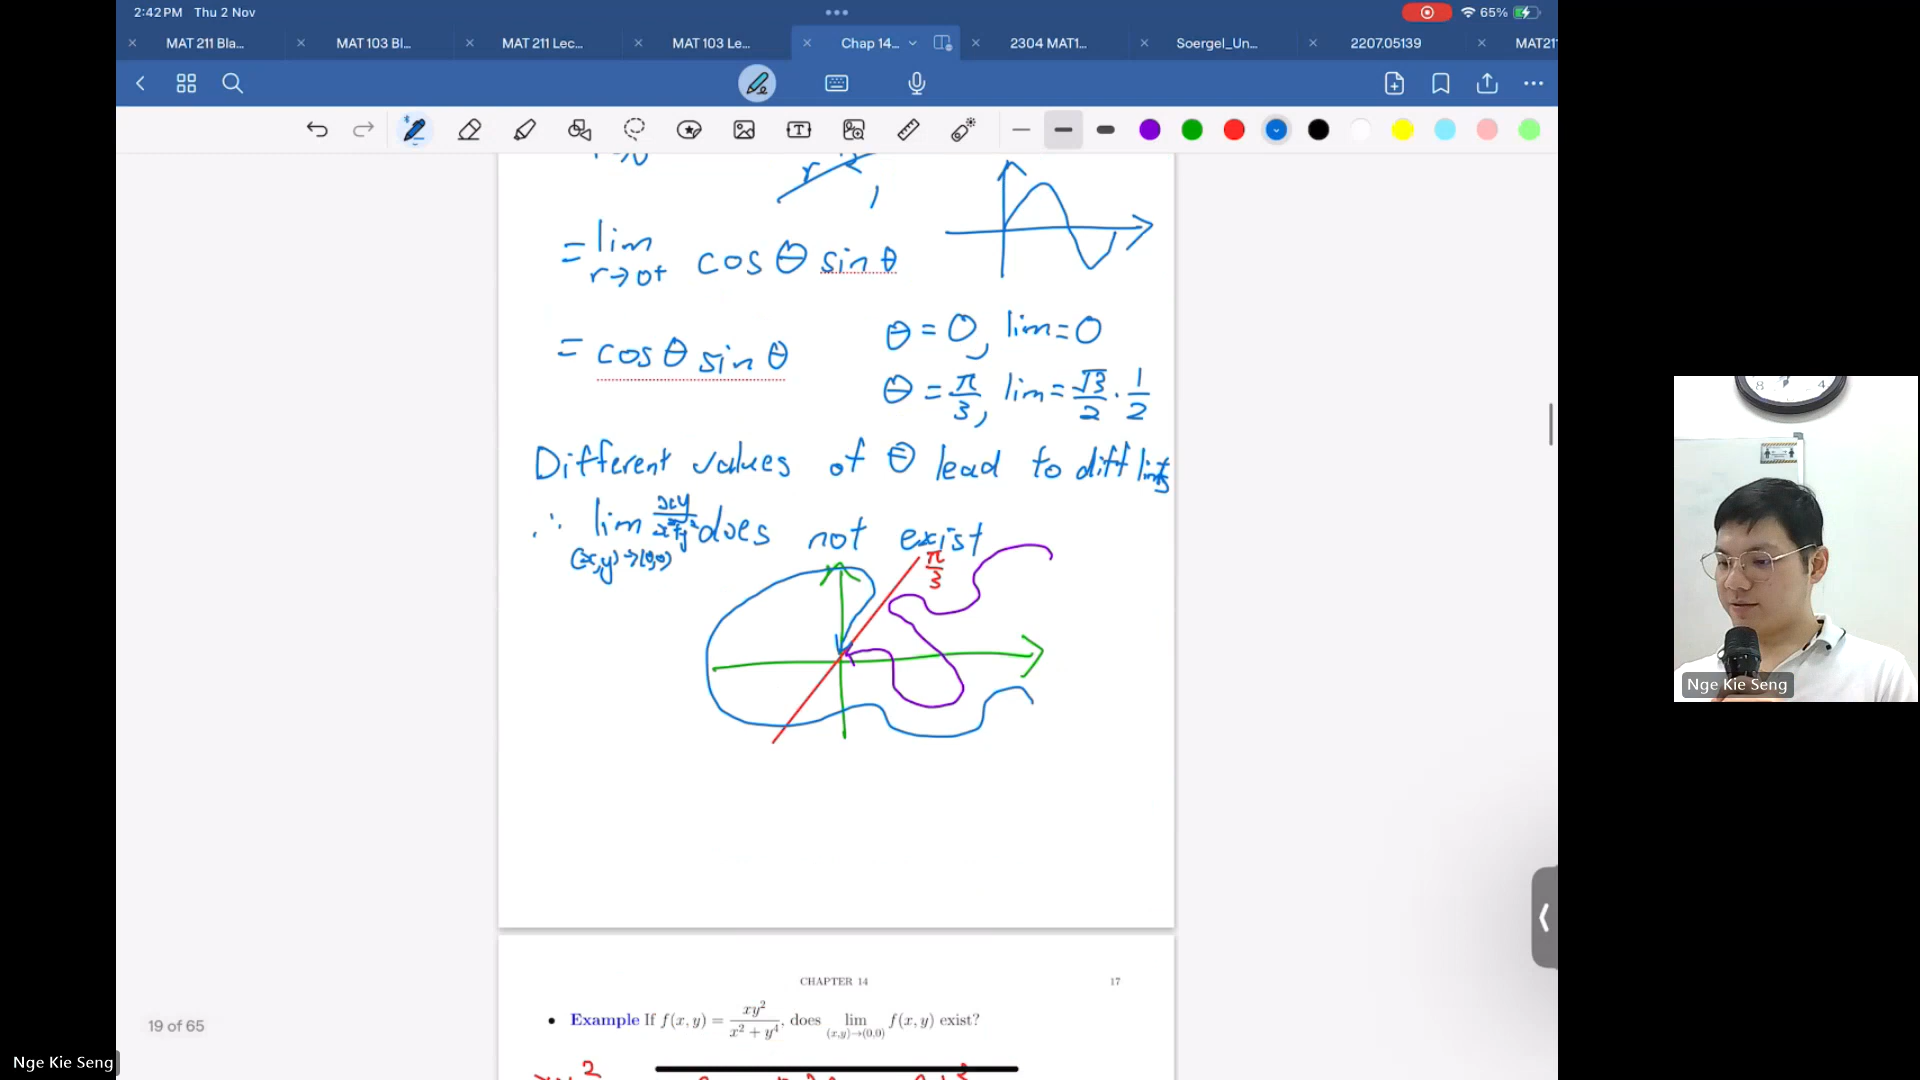 2:42 PM Thu 2 Nov
65%
MAT 211 Bla...
MAT 103 Bl...
MAT 211 Lec...
MAT 103 Le...
Chap 14...
2304 MAT1...
Soergel_Un...
2207.05139
MAT21
r
= lim r→0+ cos θ sin θ
= cos θ sin θ
θ = 0, lim = 0
θ = π/3, lim = √3/2 · 1/2
Different values of θ lead to diff limits
∴ lim (x,y)→(0,0) xy/x²+y² does not exist
π/3
CHAPTER 14
17
• Example If f(x, y) = xy²/x² + y⁴, does lim (x,y)→(0,0) f(x, y) exist?
19 of 65
Nge Kie Seng
8
4
Nge Kie Seng